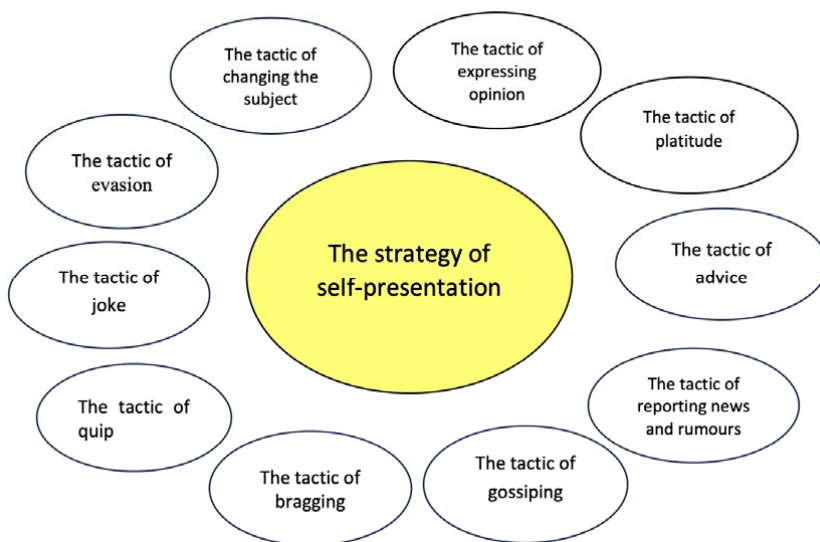 The tactic of
changing the
subject
The tactic of
expressing
opinion
The tactic of
platitude
The tactic of
evasion
The strategy of
self-presentation
The tactic of
advice
The tactic of
joke
The tactic of
reporting news
and rumours
The tactic of
quip
The tactic of
bragging
The tactic of
gossiping